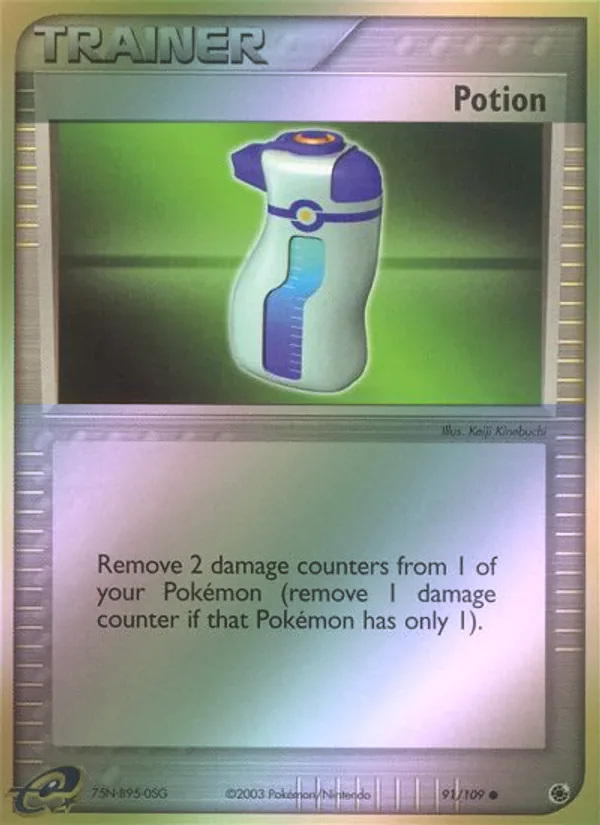 TRAINER
Potion
Illus. Keiji Kinebuchi
Remove 2 damage counters from 1 of
your Pokémon (remove 1 damage
counter if that Pokémon has only 1).
75N-B95-0SG ©2003 Pokémon/Nintendo 91/109 ●